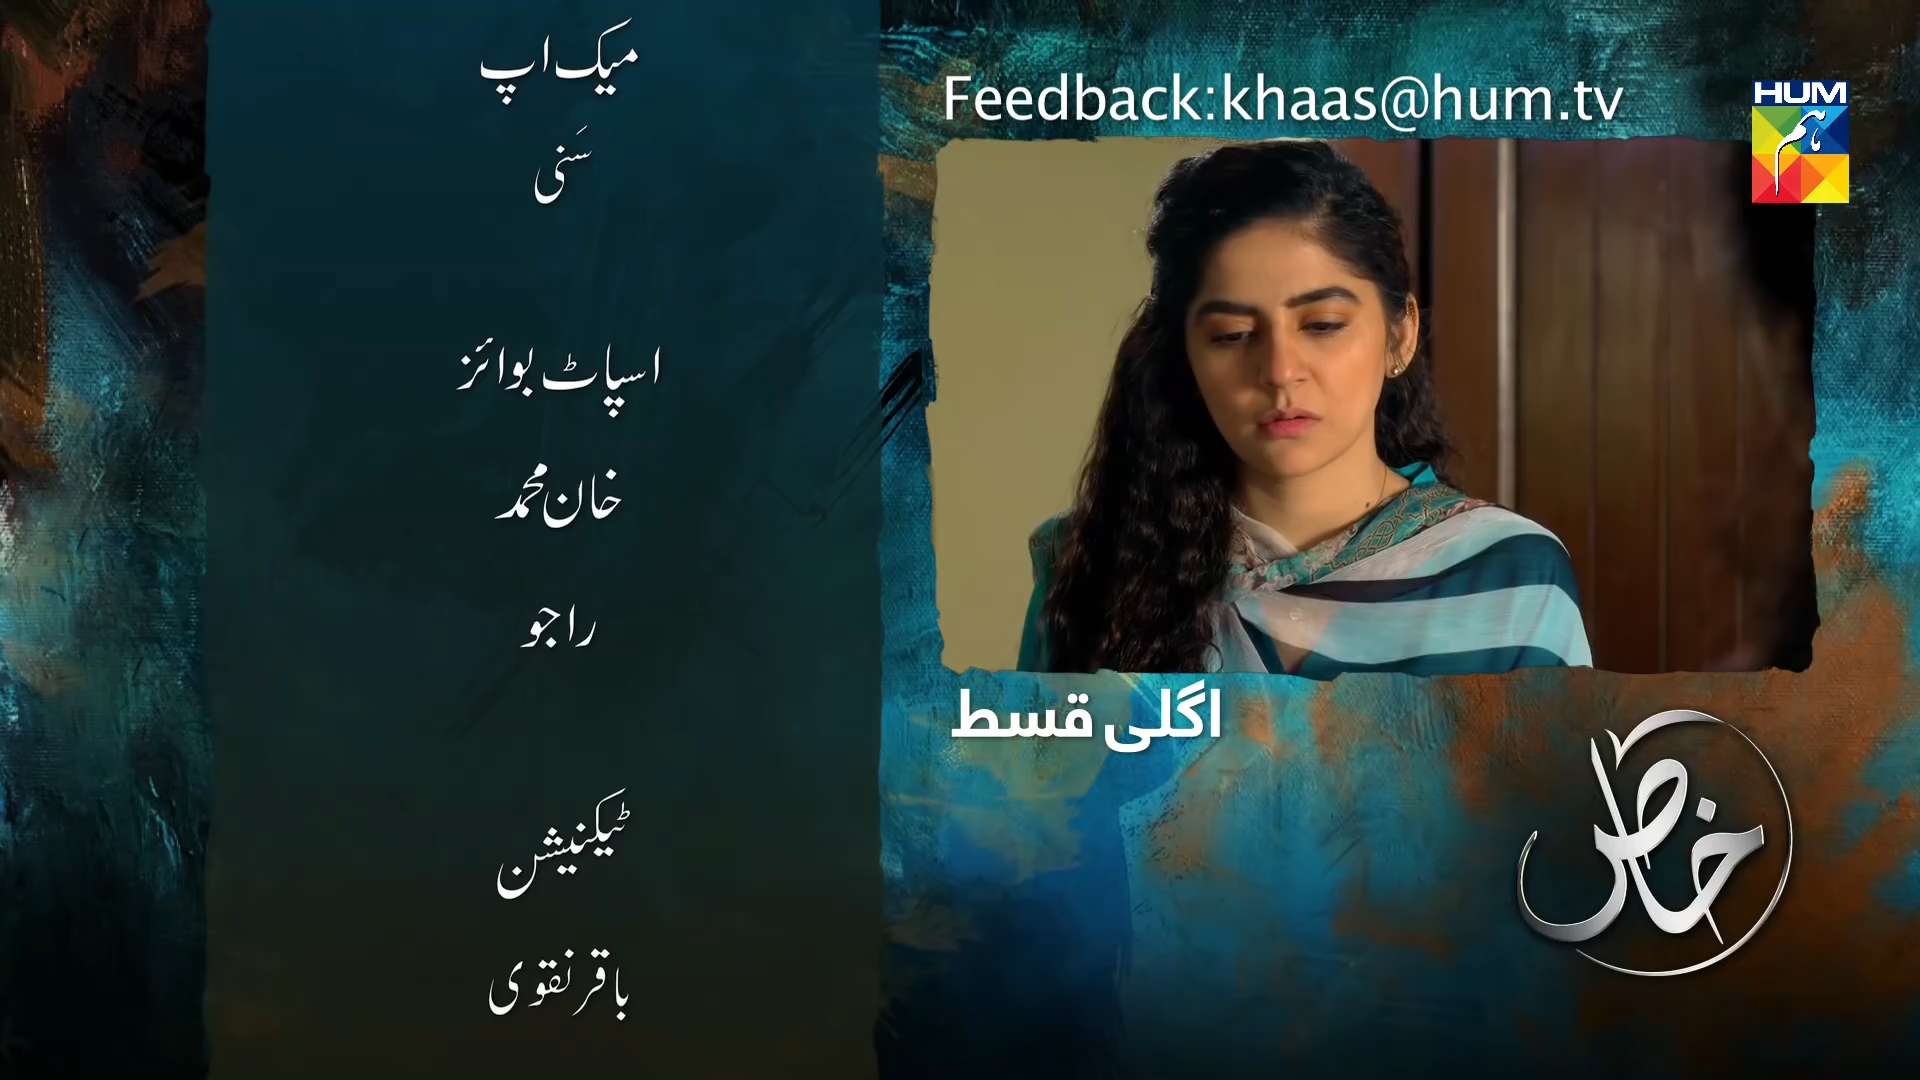 میک اپ
سَنی
اسپاٹ بوائز
خان محمد
راجو
ٹیکنیشن
باقر نقوی
Feedback:khaas@hum.tv
HUM
ہم
اگلی قسط
خاص